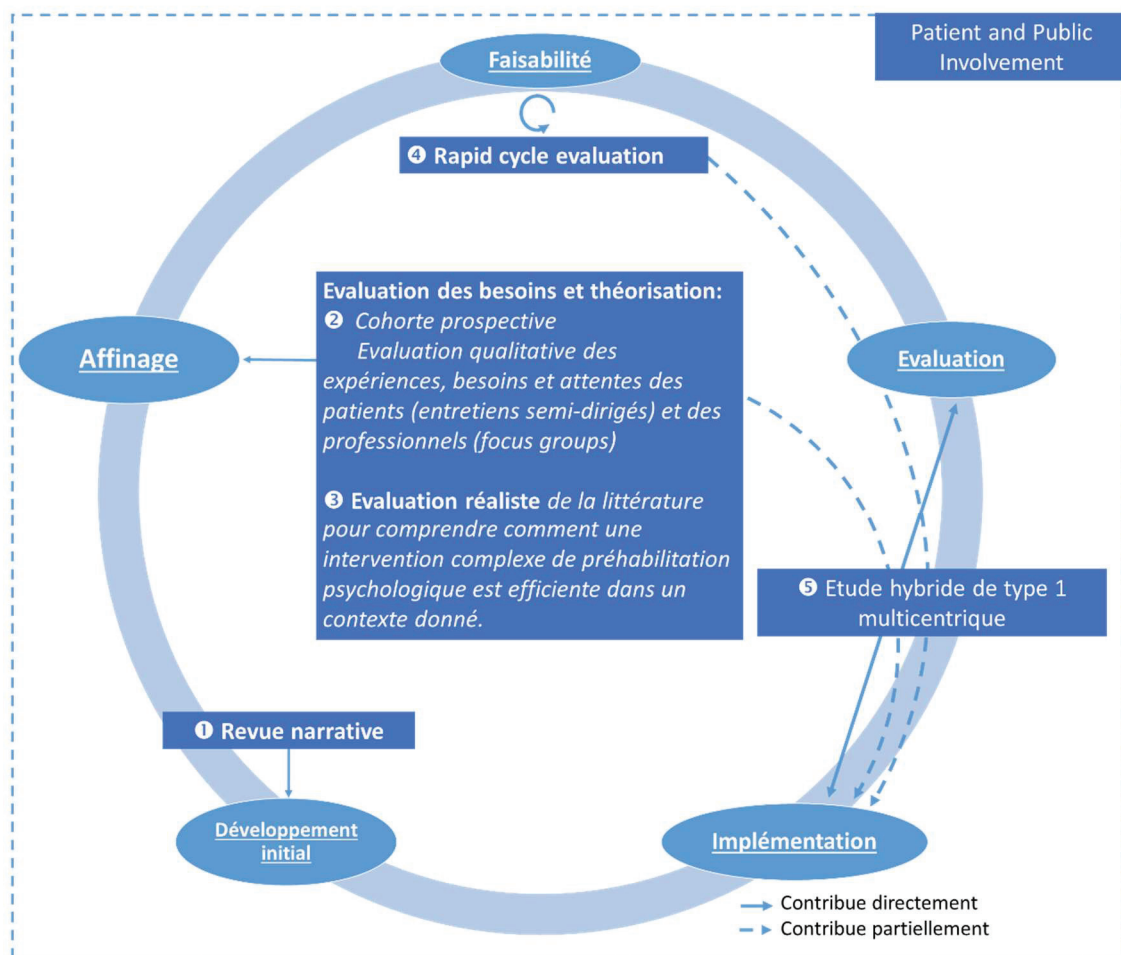 Patient and Public
Involvement
Faisabilité
❹ Rapid cycle evaluation
Evaluation des besoins et théorisation:
❷ Cohorte prospective
Evaluation qualitative des
expériences, besoins et attentes des
patients (entretiens semi-dirigés) et des
professionnels (focus groups)
❸ Evaluation réaliste de la littérature
pour comprendre comment une
intervention complexe de préhabilitation
psychologique est efficiente dans un
contexte donné.
Affinage
Evaluation
❺ Etude hybride de type 1
multicentrique
❶ Revue narrative
Développement
initial
Implémentation
Contribue directement
Contribue partiellement